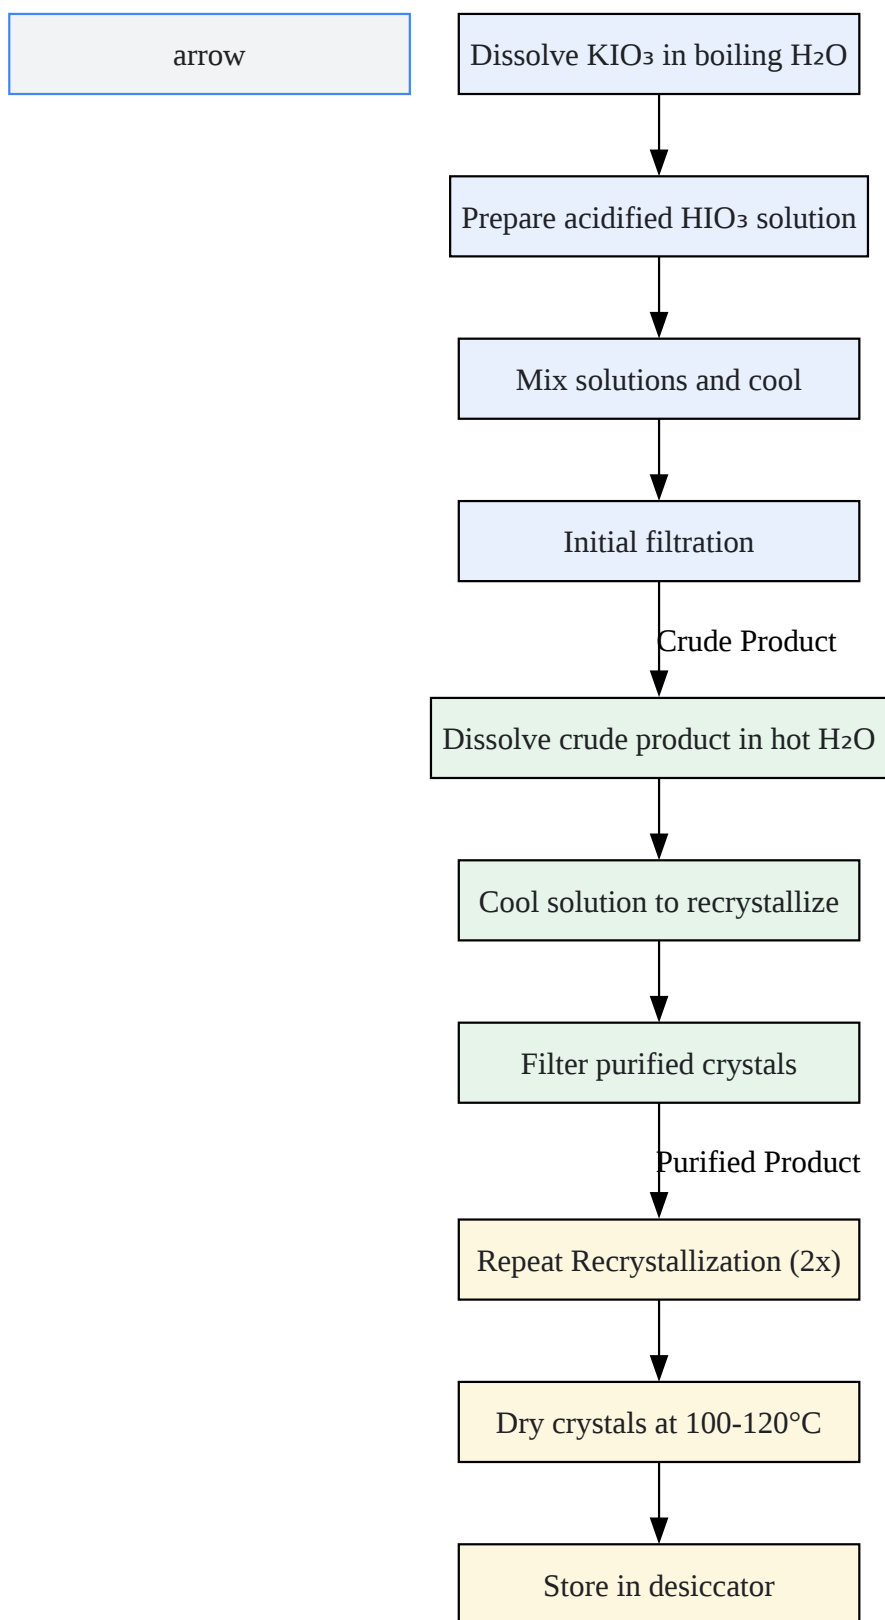 arrow
Dissolve KIO₃ in boiling H₂O
Prepare acidified HIO₃ solution
Mix solutions and cool
Initial filtration
Crude Product
Dissolve crude product in hot H₂O
Cool solution to recrystallize
Filter purified crystals
Purified Product
Repeat Recrystallization (2x)
Dry crystals at 100-120°C
Store in desiccator